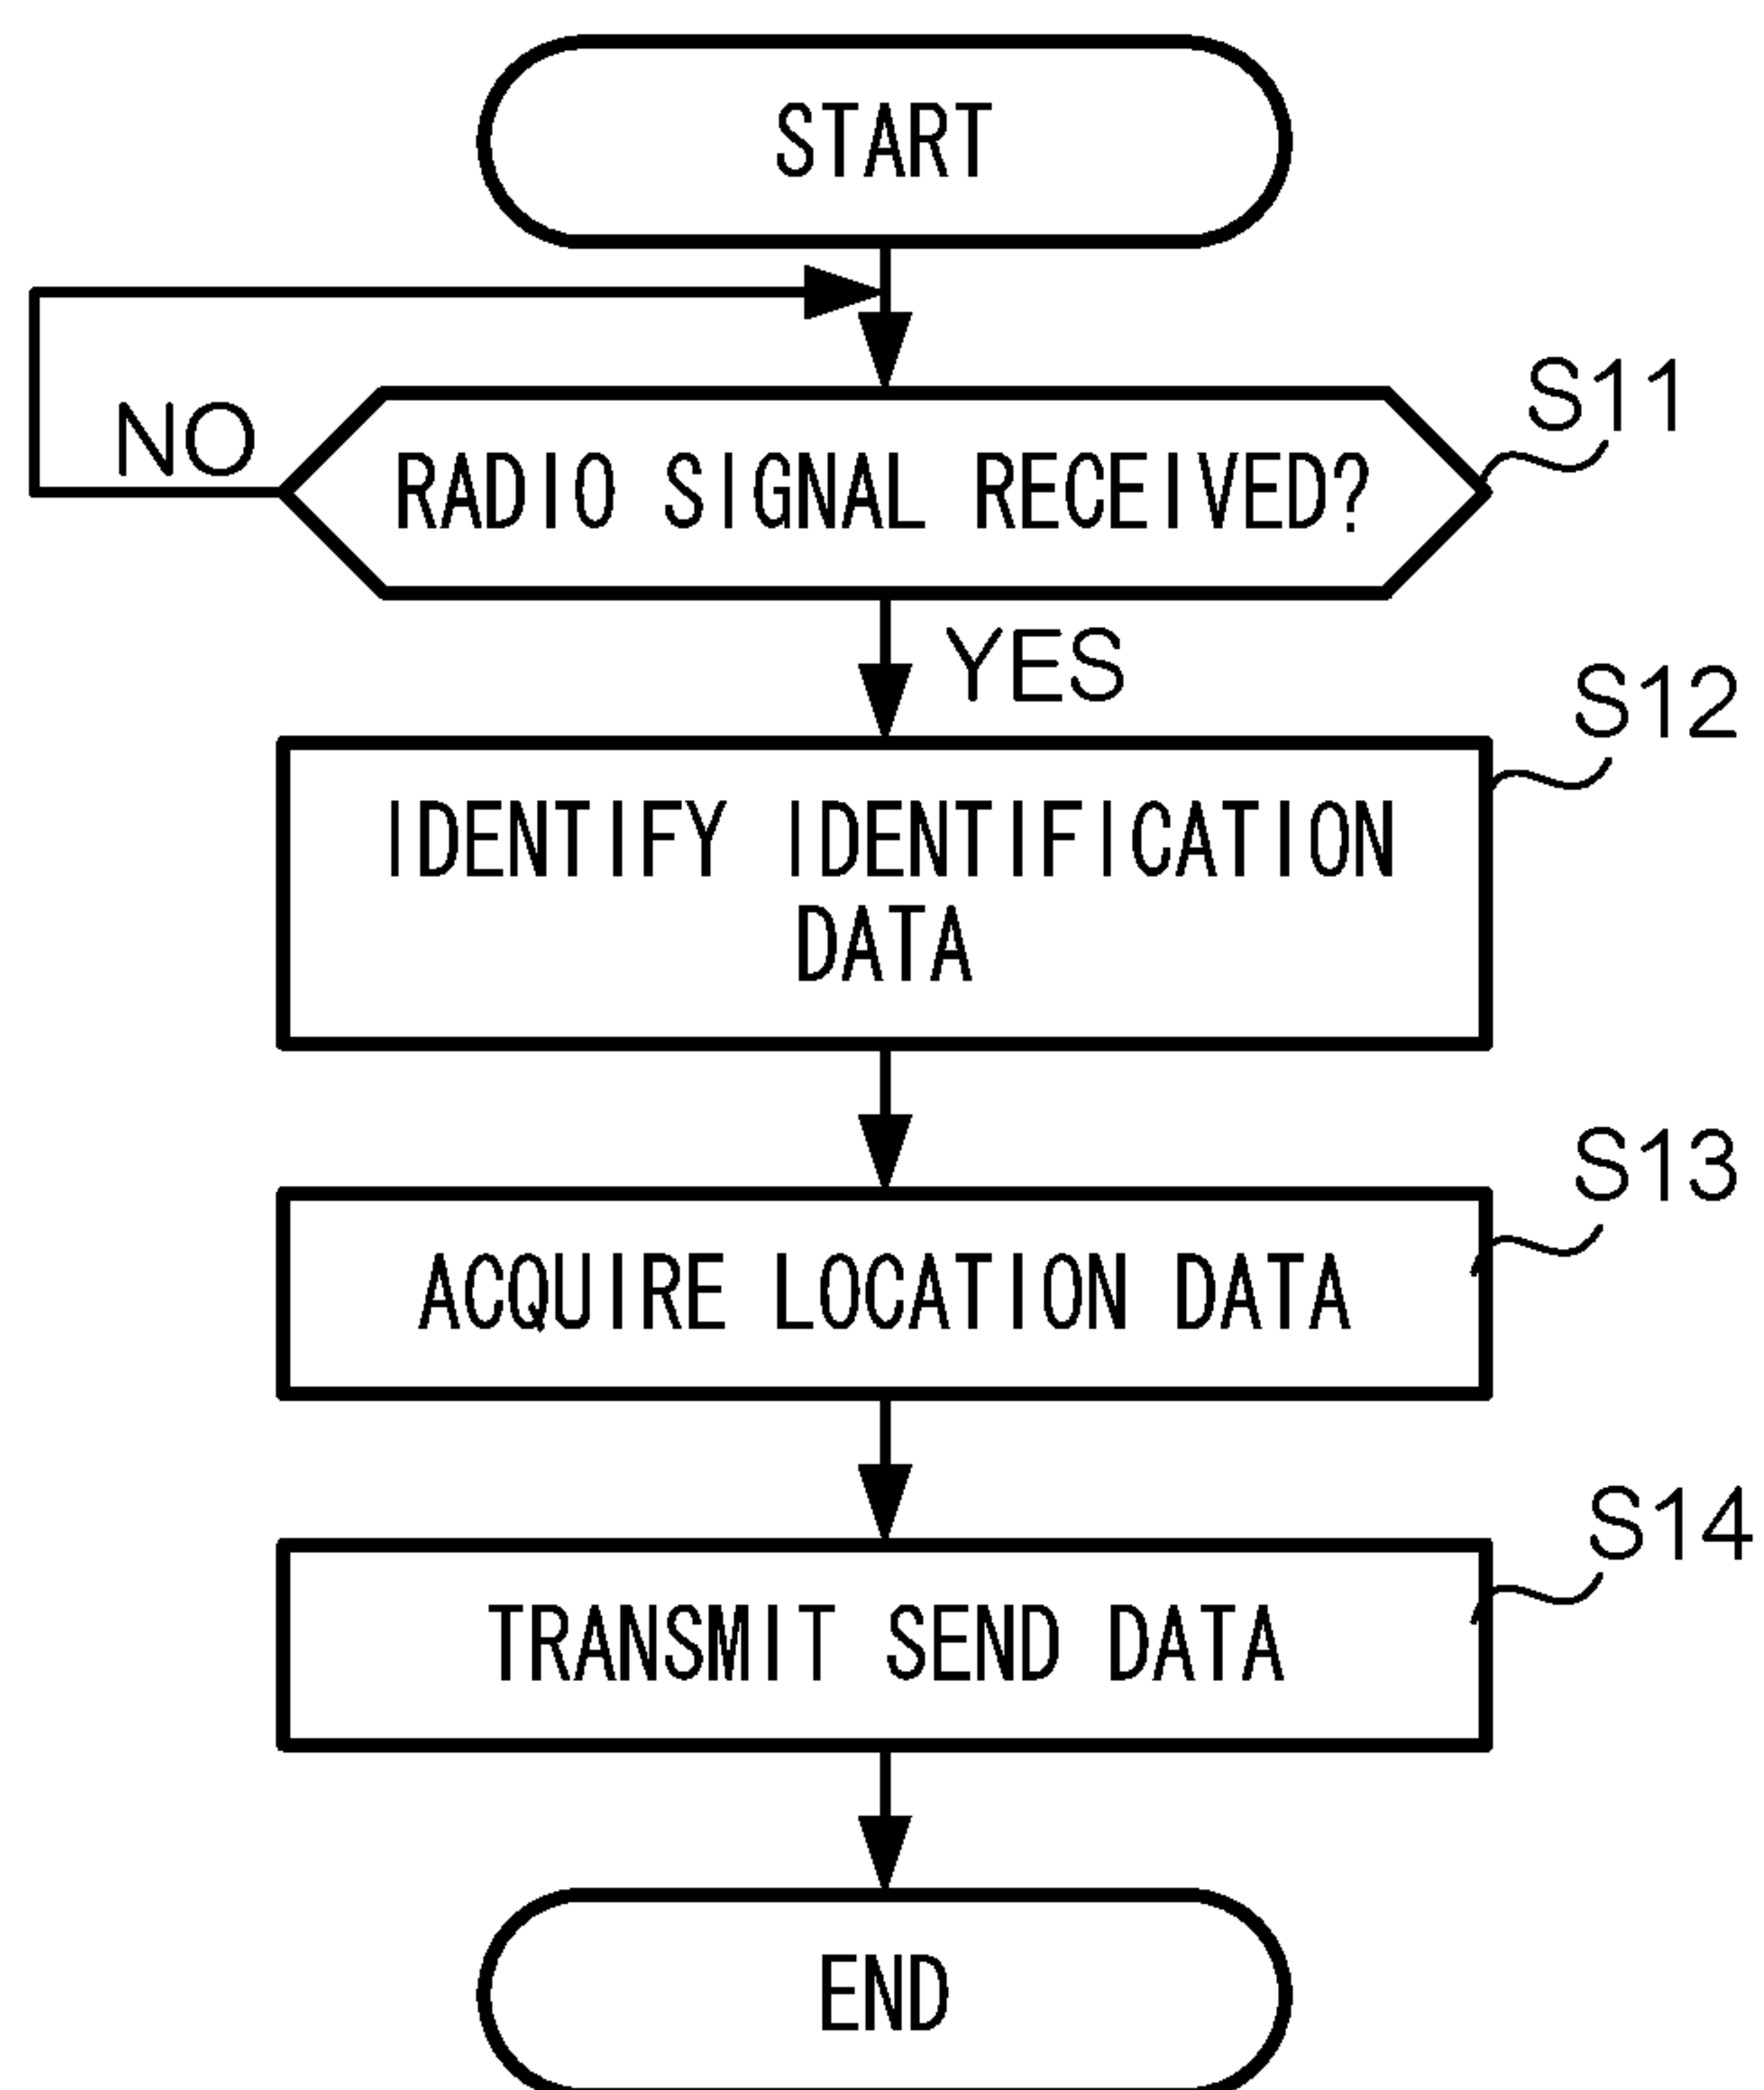 START
NO
RADIO SIGNAL RECEIVED?
S11
YES
S12
IDENTIFY IDENTIFICATION
DATA
S13
ACQUIRE LOCATION DATA
S14
TRANSMIT SEND DATA
END